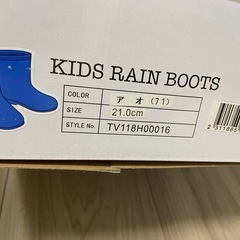 KIDS RAIN BOOTS
COLOR アオ(71)
SIZE 21.0cm
STYLE No. TV118H00016